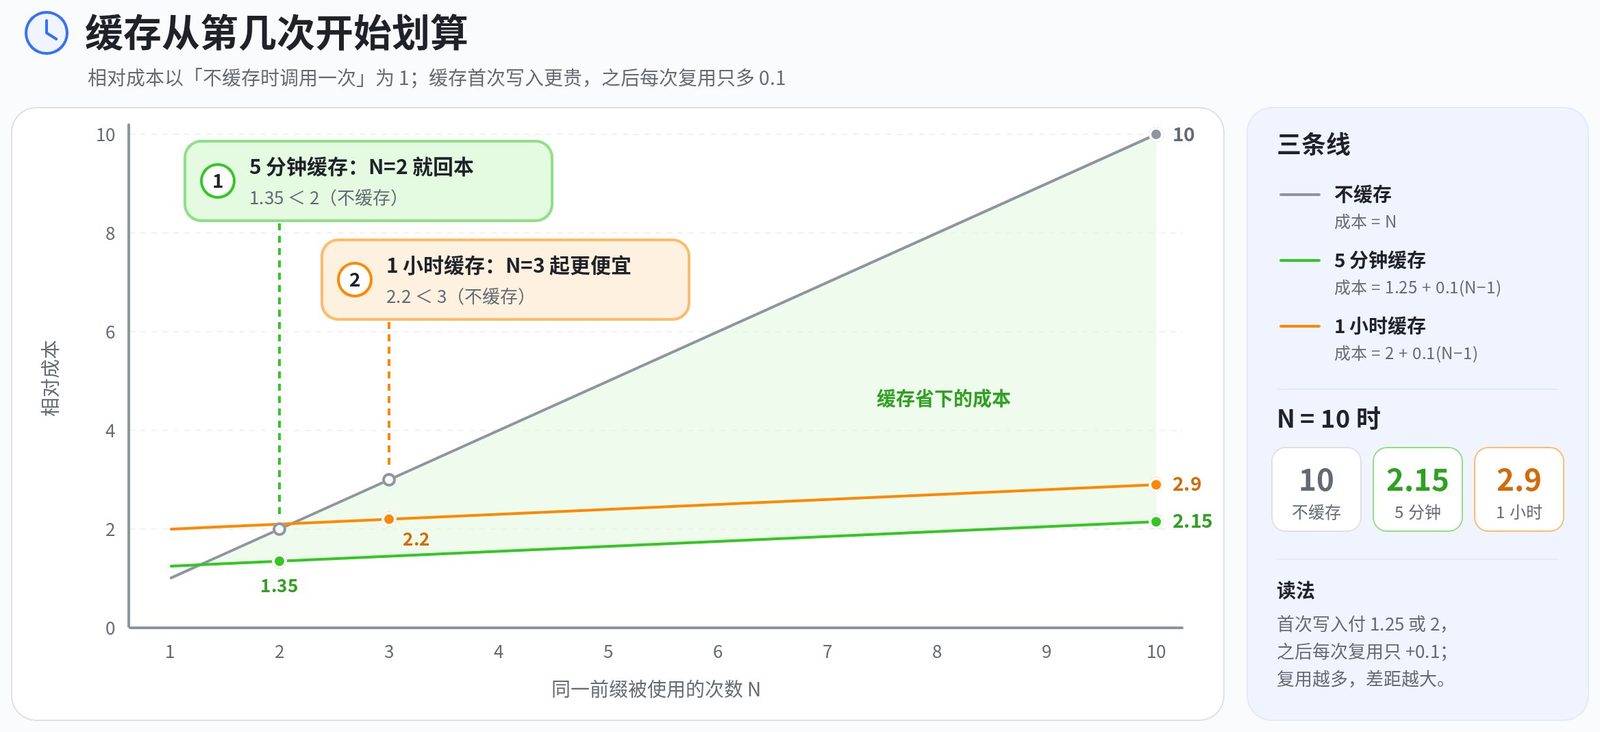 缓存从第几次开始划算
相对成本以「不缓存时调用一次」为 1；缓存首次写入更贵，之后每次复用只多 0.1
相对成本
10
8
6
4
2
0
1
5 分钟缓存：N=2 就回本
1.35 < 2（不缓存）
2
1 小时缓存：N=3 起更便宜
2.2 < 3（不缓存）
缓存省下的成本
10
2.9
2.15
2.2
1.35
1 2 3 4 5 6 7 8 9 10
同一前缀被使用的次数 N
三条线
不缓存
成本 = N
5 分钟缓存
成本 = 1.25 + 0.1(N−1)
1 小时缓存
成本 = 2 + 0.1(N−1)
N = 10 时
10 2.15 2.9
不缓存 5 分钟 1 小时
读法
首次写入付 1.25 或 2，
之后每次复用只 +0.1；
复用越多，差距越大。